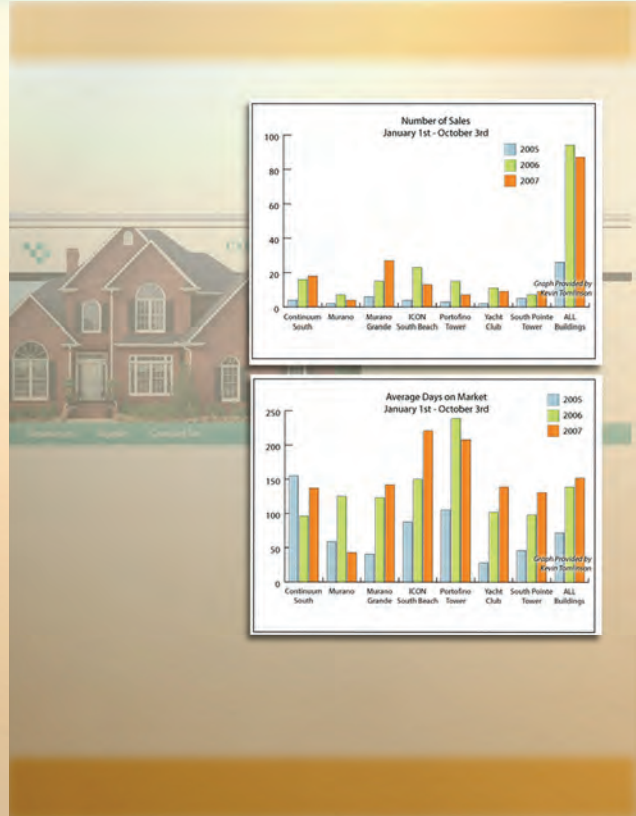 Number of Sales
January 1st - October 3rd
100
80
60
40
20
0
2005
2006
2007
Graph Provided by
Kevin Tomlinson
Continuum South
Murano
Murano Grande
ICON South Beach
Portofino Tower
Yacht Club
South Pointe Tower
ALL Buildings
Average Days on Market
January 1st - October 3rd
250
200
150
100
50
0
2005
2006
2007
Graph Provided by
Kevin Tomlinson
Continuum South
Murano
Murano Grande
ICON South Beach
Portofino Tower
Yacht Club
South Pointe Tower
ALL Buildings